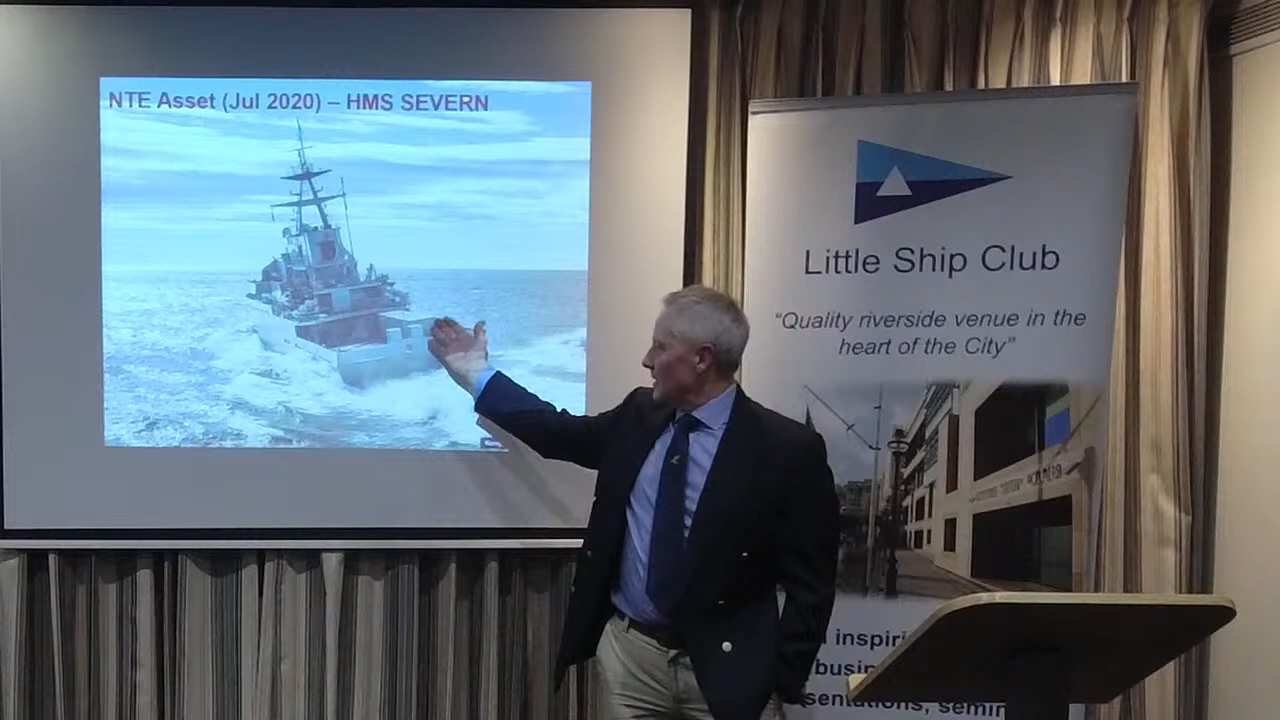 NTE Asset (Jul 2020) – HMS SEVERN
Little Ship Club
“Quality riverside venue in the
heart of the City”
inspiri
busin
sentations, semin